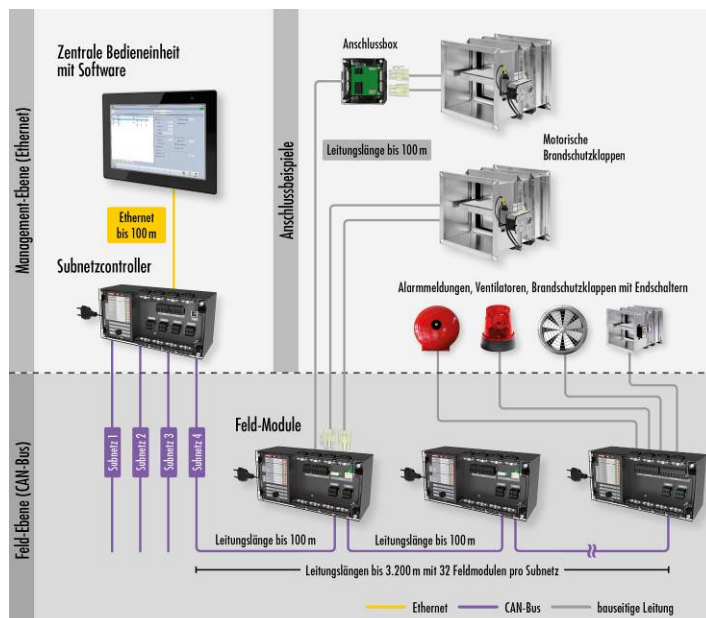 Management-Ebene (Ethernet)
Zentrale Bedieneinheit
mit Software
Ethernet
bis 100 m
Subnetzcontroller
Anschlussbeispiele
Anschlussbox
Leitungslänge bis 100 m
Motorische
Brandschutzklappen
Alarmmeldungen, Ventilatoren, Brandschutzklappen mit Endschaltern
Feld-Ebene (CAN-Bus)
Subnetz 1
Subnetz 2
Subnetz 3
Subnetz 4
Feld-Module
Leitungslänge bis 100 m
Leitungslänge bis 100 m
Leitungslängen bis 3.200 m mit 32 Feldmodulen pro Subnetz
Ethernet
CAN-Bus
bauseitige Leitung